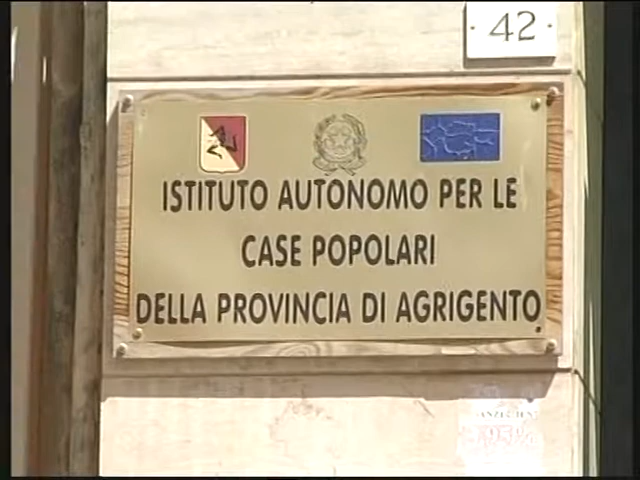 42
ISTITUTO AUTONOMO PER LE
CASE POPOLARI
DELLA PROVINCIA DI AGRIGENTO